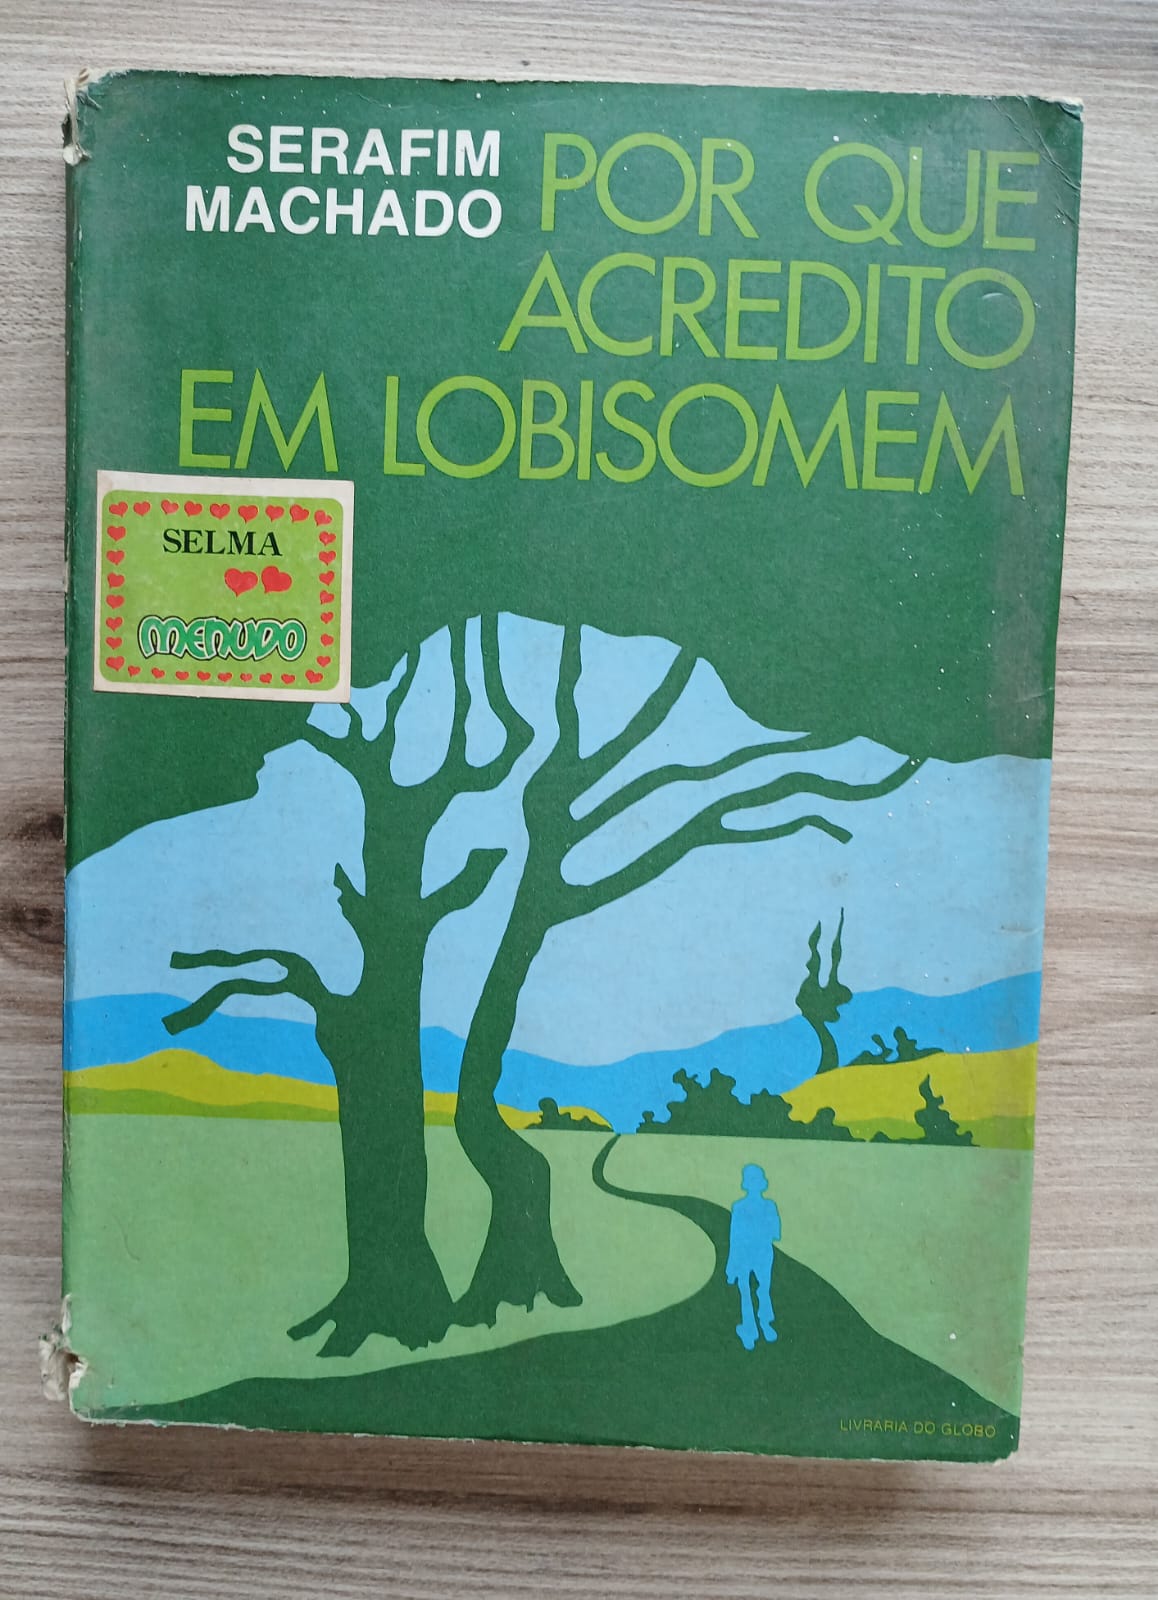 SERAFIM
MACHADO
POR QUE
ACREDITO
EM LOBISOMEM
SELMA
MENUDO
LIVRARIA DO GLOBO